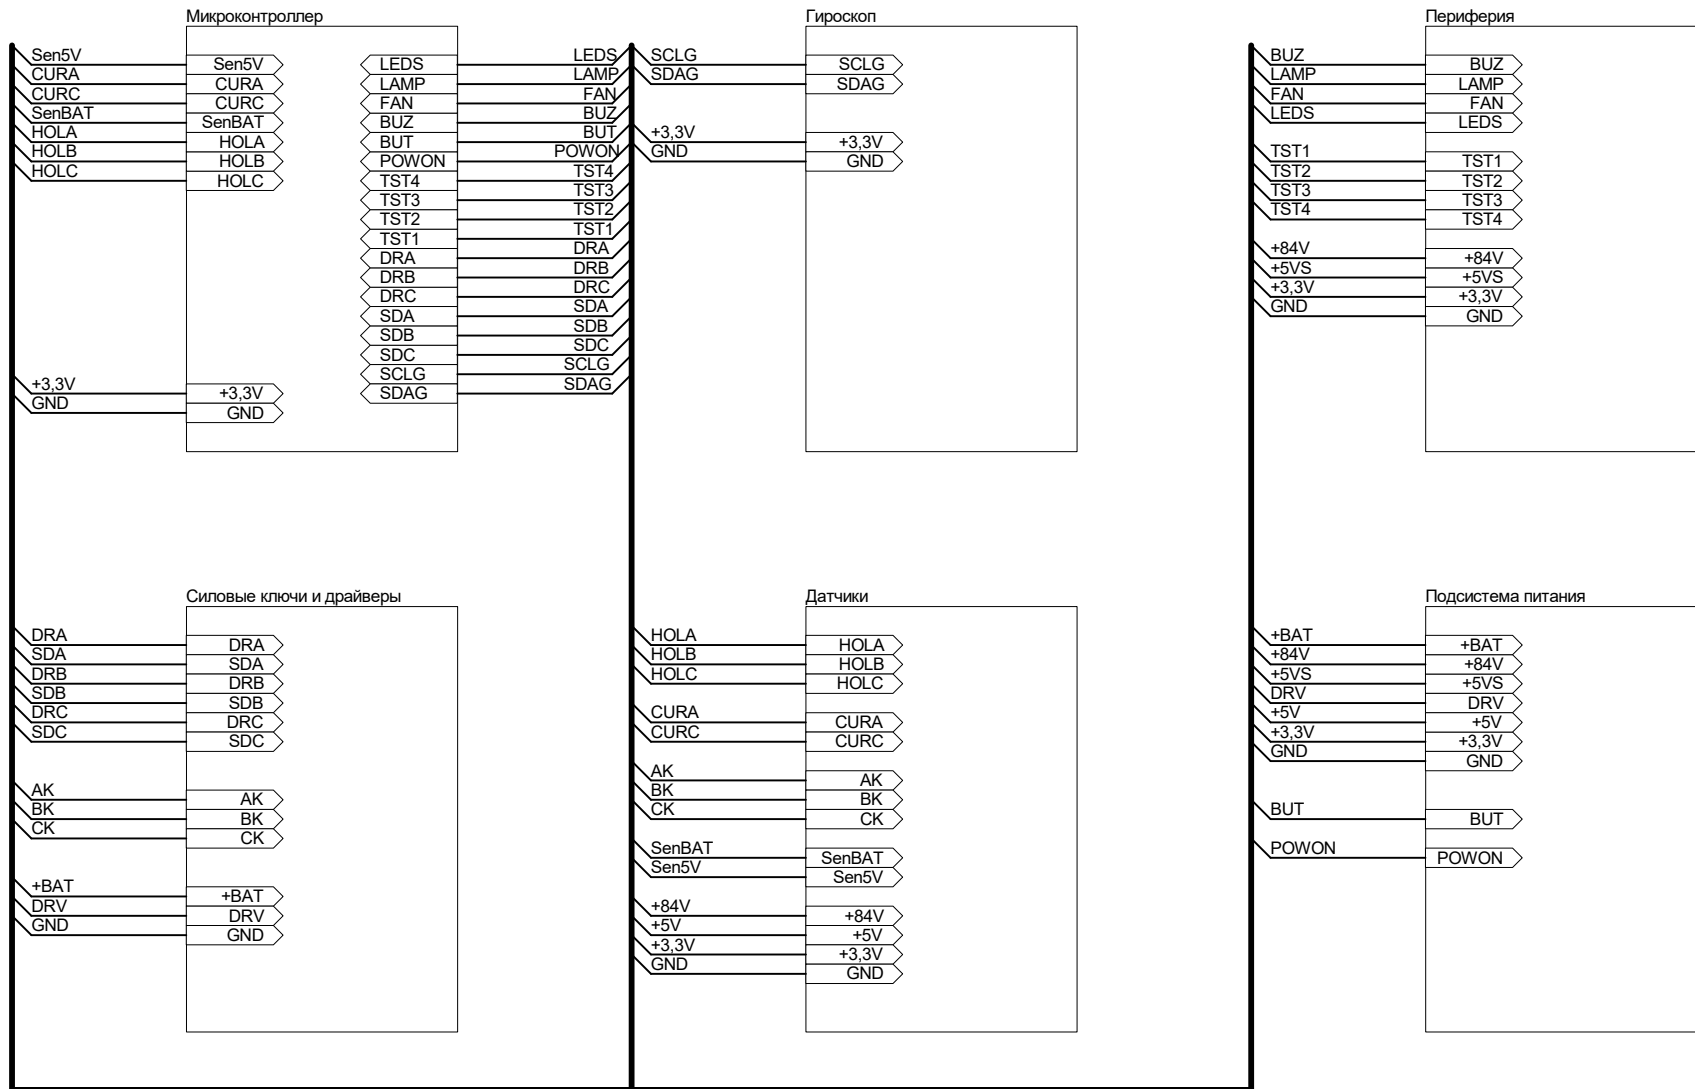 Микроконтроллер
Sen5V
CURA
CURC
SenBAT
HOLA
HOLB
HOLC
+3,3V
GND
Sen5V
CURA
CURC
SenBAT
HOLA
HOLB
HOLC
+3,3V
GND
LEDS
LAMP
FAN
BUZ
BUT
POWON
TST4
TST3
TST2
TST1
DRA
DRB
DRC
SDA
SDB
SDC
SCLG
SDAG
LEDS
LAMP
FAN
BUZ
BUT
POWON
TST4
TST3
TST2
TST1
DRA
DRB
DRC
SDA
SDB
SDC
SCLG
SDAG
Гироскоп
SCLG
SDAG
+3,3V
GND
SCLG
SDAG
+3,3V
GND
Периферия
BUZ
LAMP
FAN
LEDS
TST1
TST2
TST3
TST4
+84V
+5VS
+3,3V
GND
BUZ
LAMP
FAN
LEDS
TST1
TST2
TST3
TST4
+84V
+5VS
+3,3V
GND
Силовые ключи и драйверы
DRA
SDA
DRB
SDB
DRC
SDC
AK
BK
CK
+BAT
DRV
GND
DRA
SDA
DRB
SDB
DRC
SDC
AK
BK
CK
+BAT
DRV
GND
Датчики
HOLA
HOLB
HOLC
CURA
CURC
AK
BK
CK
SenBAT
Sen5V
+84V
+5V
+3,3V
GND
HOLA
HOLB
HOLC
CURA
CURC
AK
BK
CK
SenBAT
Sen5V
+84V
+5V
+3,3V
GND
Подсистема питания
+BAT
+84V
+5VS
DRV
+5V
+3,3V
GND
BUT
POWON
+BAT
+84V
+5VS
DRV
+5V
+3,3V
GND
BUT
POWON